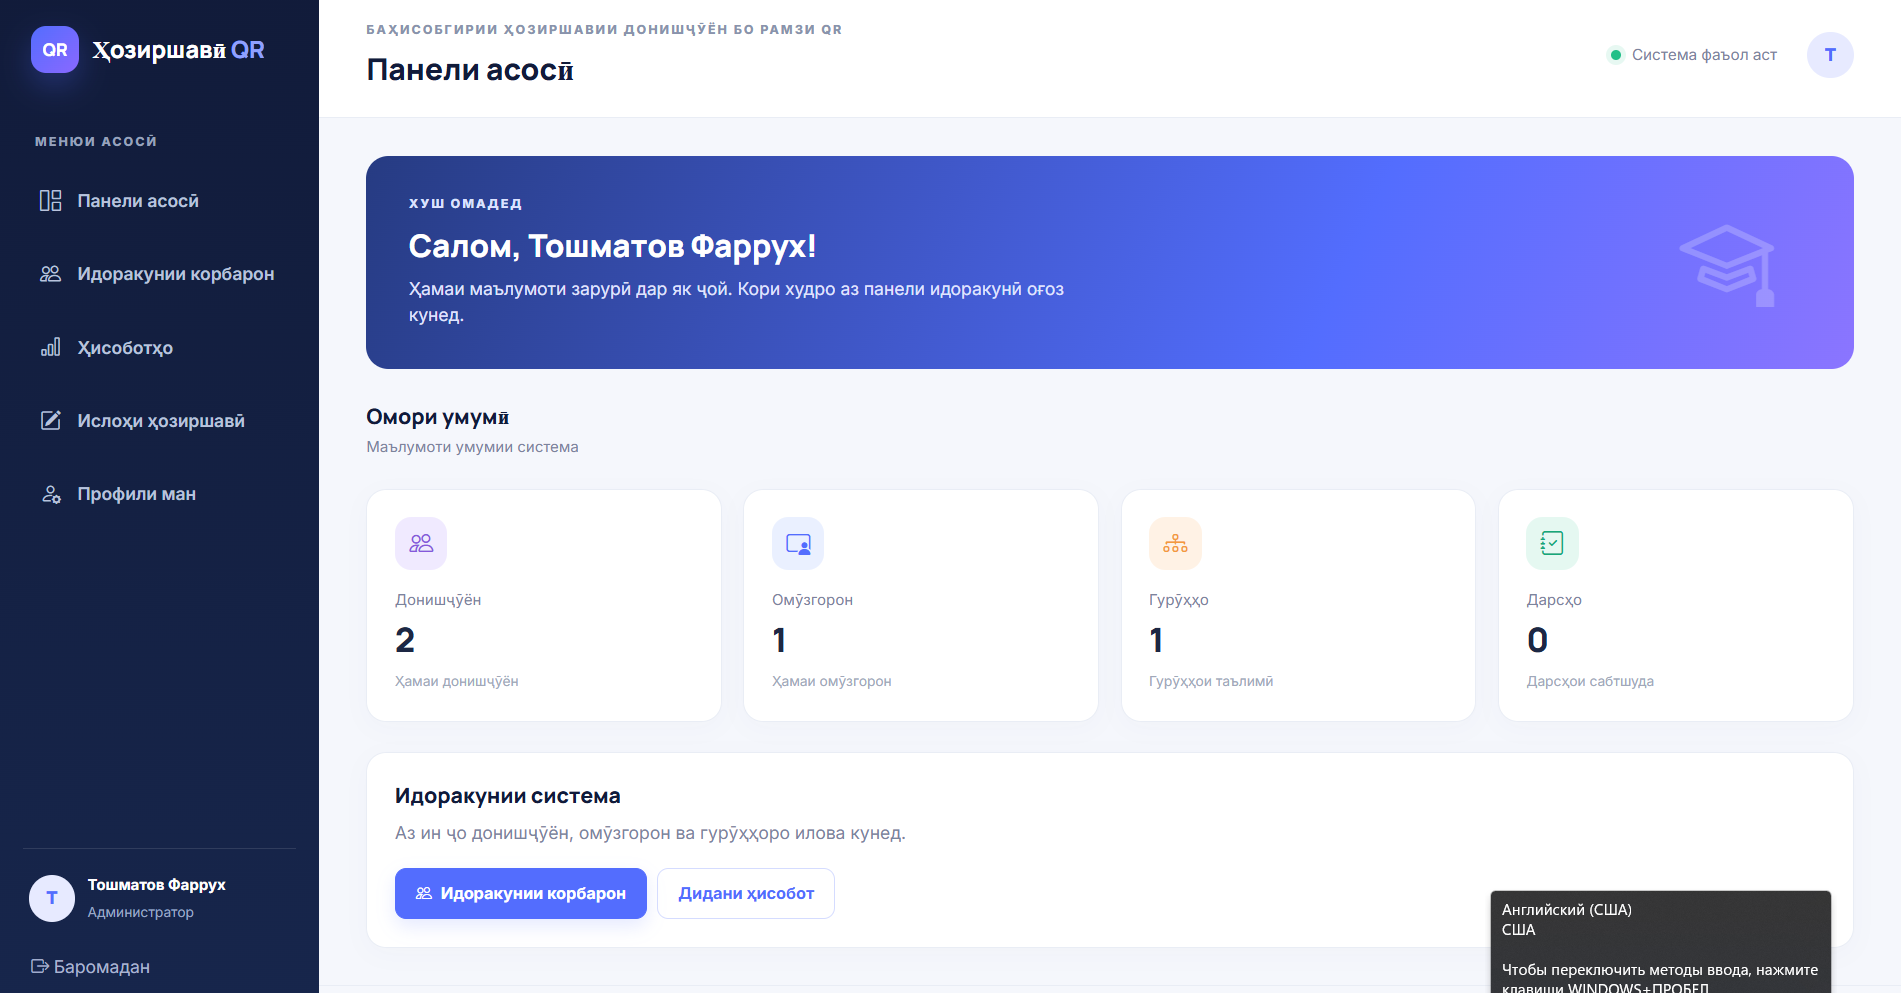 QR
Ҳозиршавӣ QR
МЕНЮИ АСОСӢ
Панели асосӣ
Идоракунии корбарон
Ҳисоботҳо
Ислоҳи ҳозиршавӣ
Профили ман
Т
Тошматов Фаррух
Администратор
Баромадан
БАҲИСОБГИРИИ ҲОЗИРШАВИИ ДОНИШҶӮЁН БО РАМЗИ QR
Панели асосӣ
Система фаъол аст
Т
ХУШ ОМАДЕД
Салом, Тошматов Фаррух!
Ҳамаи маълумоти зарурӣ дар як ҷой. Кори худро аз панели идоракунӣ оғоз
кунед.
Омори умумӣ
Маълумоти умумии система
Донишҷӯён
2
Ҳамаи донишҷӯён
Омӯзгорон
1
Ҳамаи омӯзгорон
Гурӯҳҳо
1
Гурӯҳҳои таълимӣ
Дарсҳо
0
Дарсҳои сабтшуда
Идоракунии система
Аз ин ҷо донишҷӯён, омӯзгорон ва гурӯҳҳоро илова кунед.
Идоракунии корбарон
Дидани ҳисобот
Английский (США)
США
Чтобы переключить методы ввода, нажмите
клавиши WINDOWS+ПРОБЕЛ